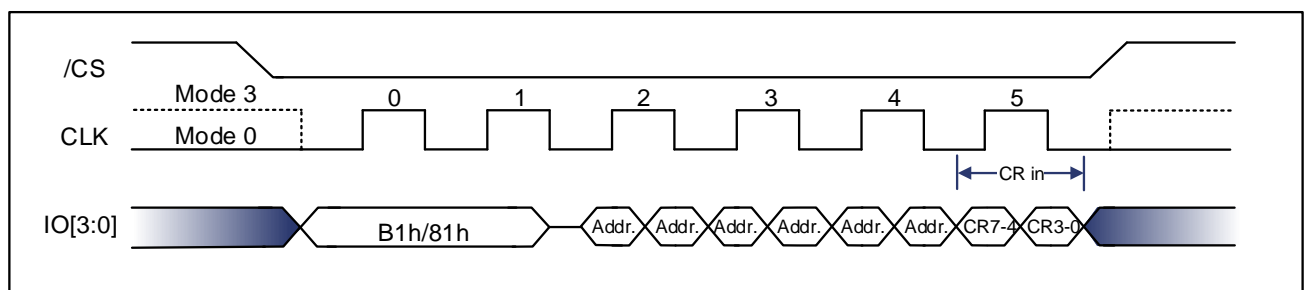 /CS
Mode 3
0 1 2 3 4 5
CLK
Mode 0
CR in
IO[3:0]
B1h/81h
Addr. Addr. Addr. Addr. Addr. Addr. CR7-4 CR3-0